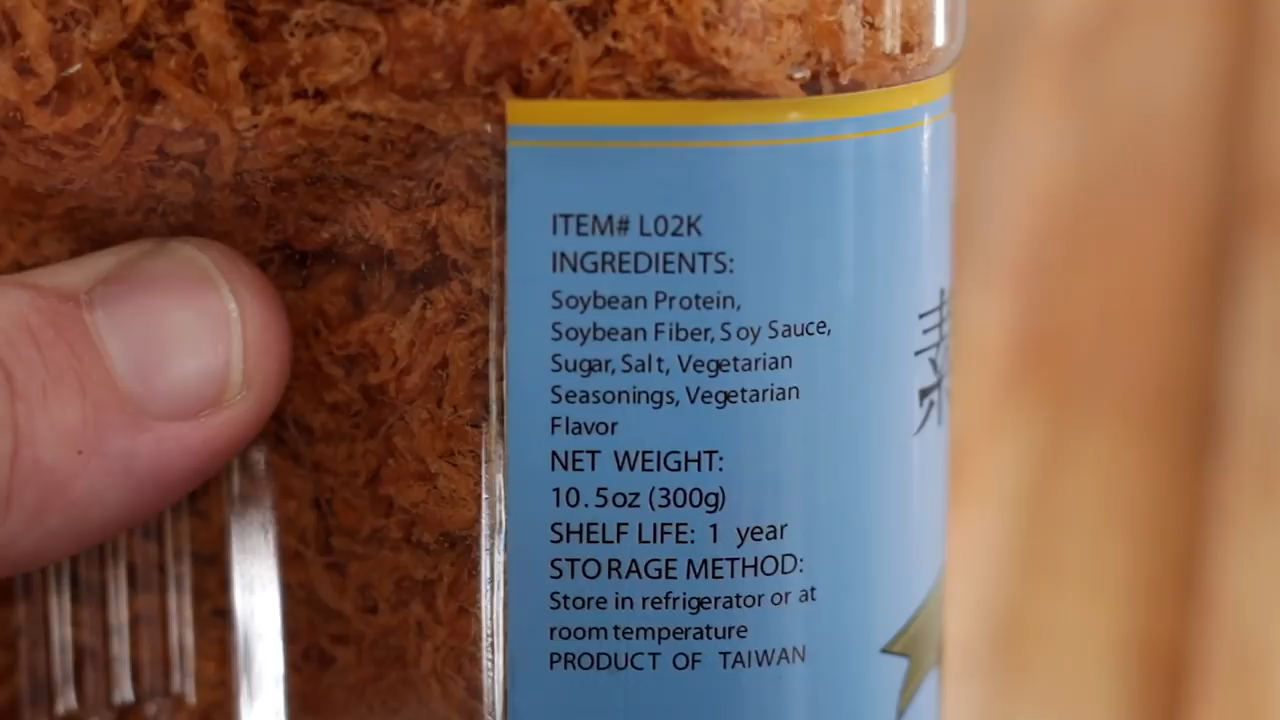 ITEM# L02K
INGREDIENTS:
Soybean Protein,
Soybean Fiber, Soy Sauce,
Sugar, Salt, Vegetarian
Seasonings, Vegetarian
Flavor
NET WEIGHT:
10.5oz (300g)
SHELF LIFE: 1 year
STORAGE METHOD:
Store in refrigerator or at
room temperature
PRODUCT OF TAIWAN